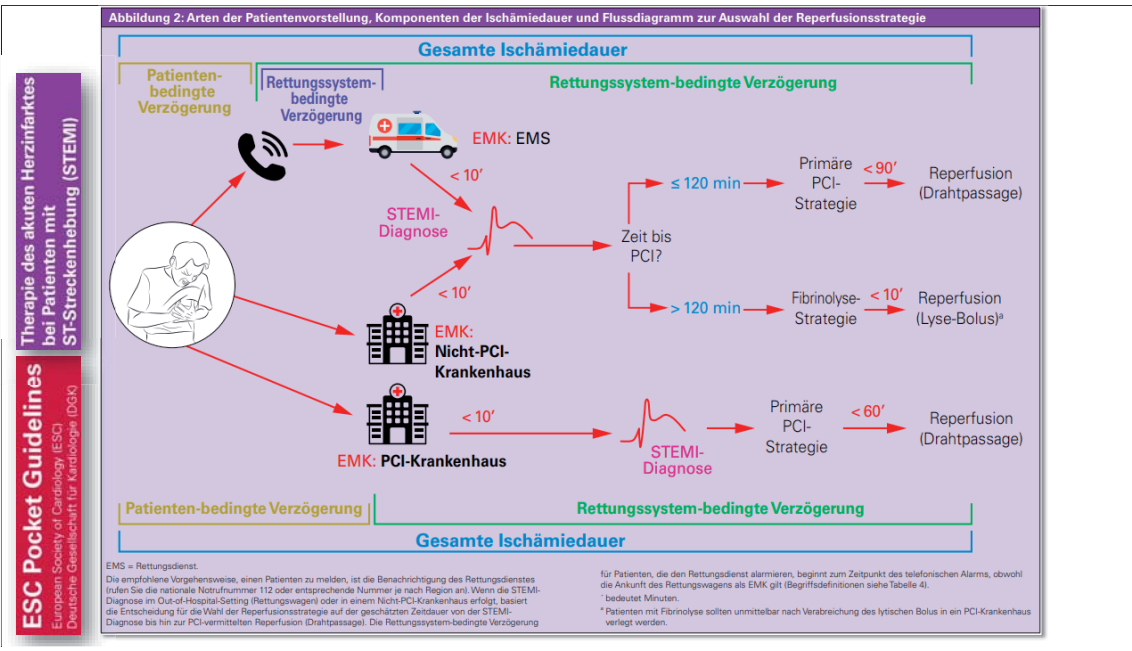 Abbildung 2: Arten der Patientenvorstellung, Komponenten der Ischämiedauer und Flussdiagramm zur Auswahl der Reperfusionsstrategie
Therapie des akuten Herzinfarktes
bei Patienten mit
ST-Streckenhebung (STEMI)
ESC Pocket Guidelines
European Society of Cardiology (ESC)
Deutsche Gesellschaft für Kardiologie (DGK)
Gesamte Ischämiedauer
Patienten-
bedingte
Verzögerung
Rettungssystem-
bedingte
Verzögerung
Rettungssystem-bedingte Verzögerung
EMK: EMS
< 10′
STEMI-
Diagnose
< 10′
Zeit bis
PCI?
≤ 120 min
Primäre
PCI-
Strategie
< 90′
Reperfusion
(Drahtpassage)
> 120 min
Fibrinolyse-
Strategie
< 10′
Reperfusion
(Lyse-Bolus)ᵃ
EMK:
Nicht-PCI-
Krankenhaus
EMK: PCI-Krankenhaus
< 10′
STEMI-
Diagnose
Primäre
PCI-
Strategie
< 60′
Reperfusion
(Drahtpassage)
Patienten-bedingte Verzögerung
Rettungssystem-bedingte Verzögerung
Gesamte Ischämiedauer
EMS = Rettungsdienst.
Die empfohlene Vorgehensweise, einen Patienten zu melden, ist die Benachrichtigung des Rettungsdienstes
(rufen Sie die nationale Notrufnummer 112 oder entsprechende Nummer je nach Region an). Wenn die STEMI-
Diagnose im Out-of-Hospital-Setting (Rettungswagen) oder in einem Nicht-PCI-Krankenhaus erfolgt, basiert
die Entscheidung für die Wahl der Reperfusionsstrategie auf der geschätzten Zeitdauer von der STEMI-
Diagnose bis hin zur PCI-vermittelten Reperfusion (Drahtpassage). Die Rettungssystem-bedingte Verzögerung
für Patienten, die den Rettungsdienst alarmieren, beginnt zum Zeitpunkt des telefonischen Alarms, obwohl
die Ankunft des Rettungswagens als EMK gilt (Begriffsdefinitionen siehe Tabelle 4).
′ bedeutet Minuten.
ᵃ Patienten mit Fibrinolyse sollten unmittelbar nach Verabreichung des lytischen Bolus in ein PCI-Krankenhaus
verlegt werden.